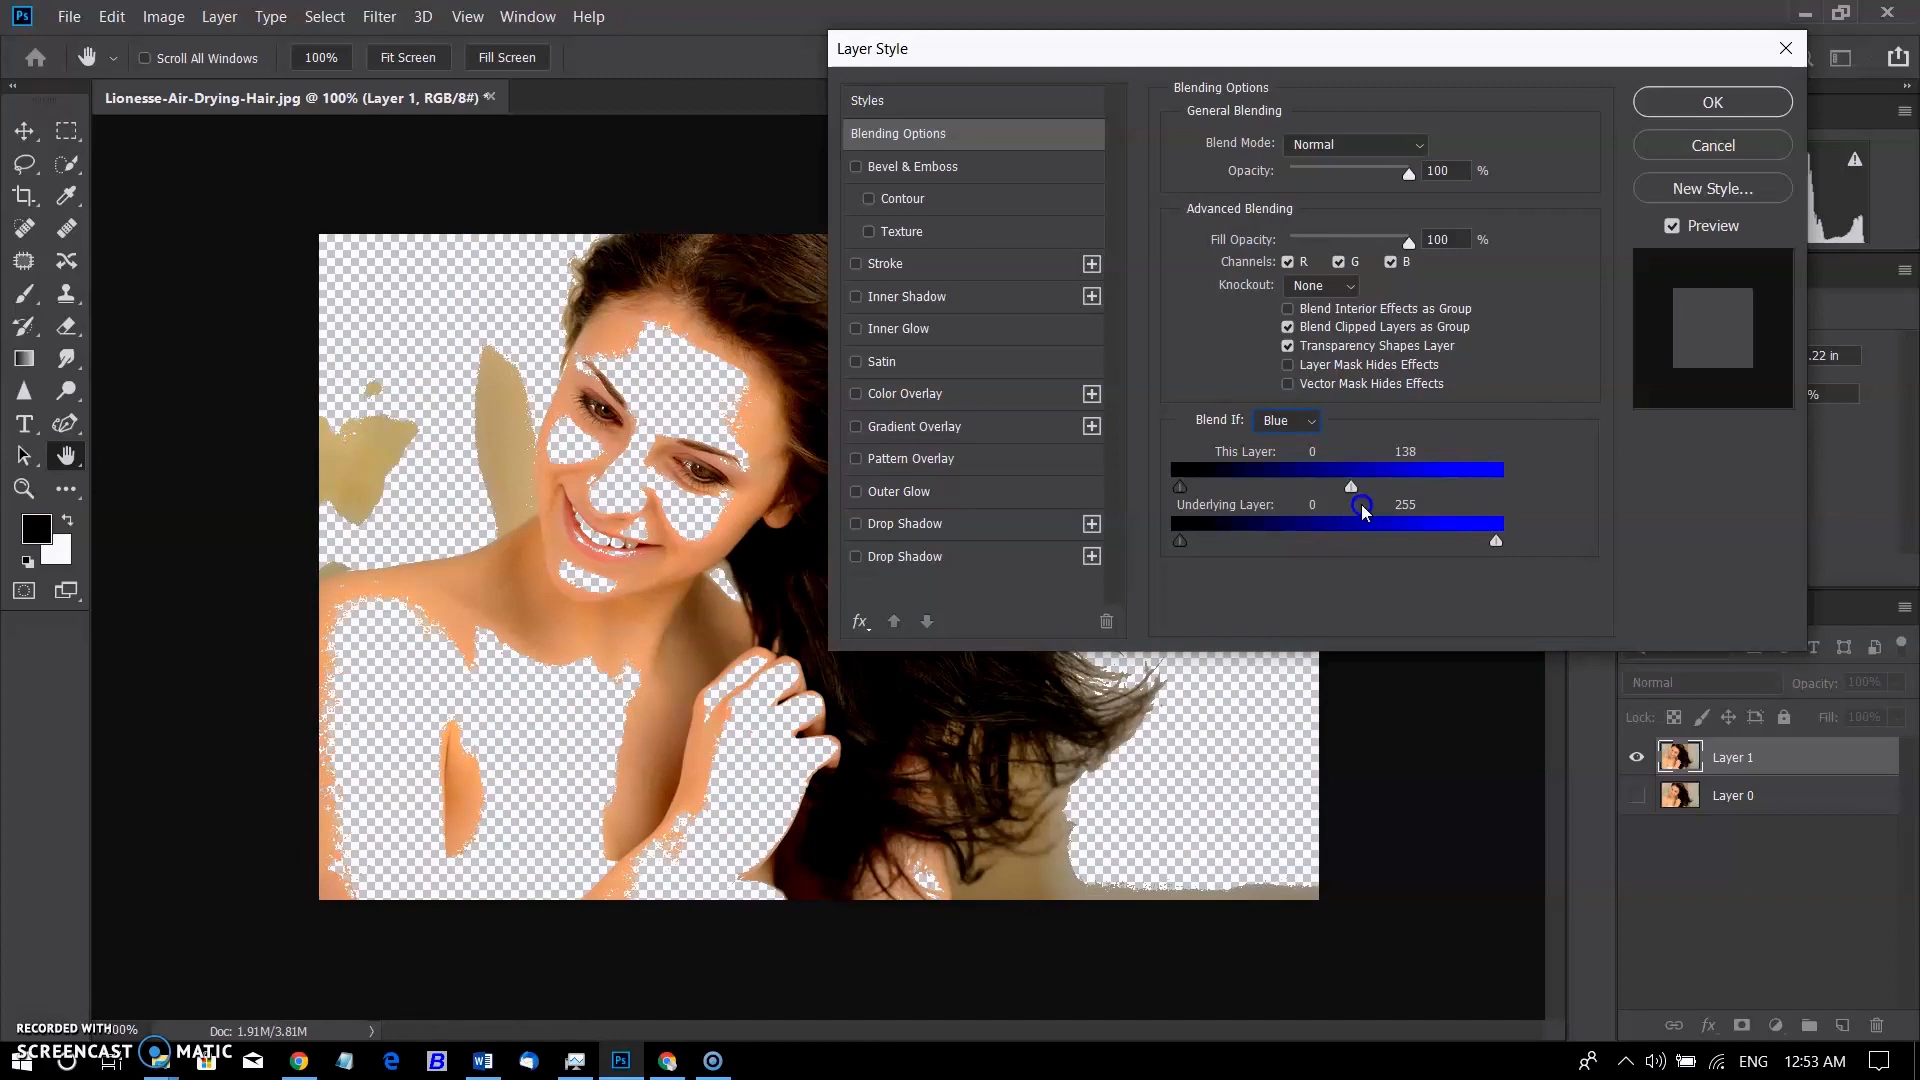 Ps File Edit Image Layer Type Select Filter 3D View Window Help
Scroll All Windows 100% Fit Screen Fill Screen
Lionesse-Air-Drying-Hair.jpg @ 100% (Layer 1, RGB/8#) *
Layer Style
Styles
Blending Options
Bevel & Emboss
Contour
Texture
Stroke
Inner Shadow
Inner Glow
Satin
Color Overlay
Gradient Overlay
Pattern Overlay
Outer Glow
Drop Shadow
Drop Shadow
fx
Blending Options
General Blending
Blend Mode: Normal
Opacity: 100 %
Advanced Blending
Fill Opacity: 100 %
Channels: R G B
Knockout: None
Blend Interior Effects as Group
Blend Clipped Layers as Group
Transparency Shapes Layer
Layer Mask Hides Effects
Vector Mask Hides Effects
Blend If: Blue
This Layer: 0 138
Underlying Layer: 0 255
OK
Cancel
New Style...
Preview
.22 in
%
Normal Opacity: 100%
Lock: Fill: 100%
Layer 1
Layer 0
fx
Doc: 1.91M/3.81M
RECORDED WITH
SCREENCAST MATIC
ENG 12:53 AM